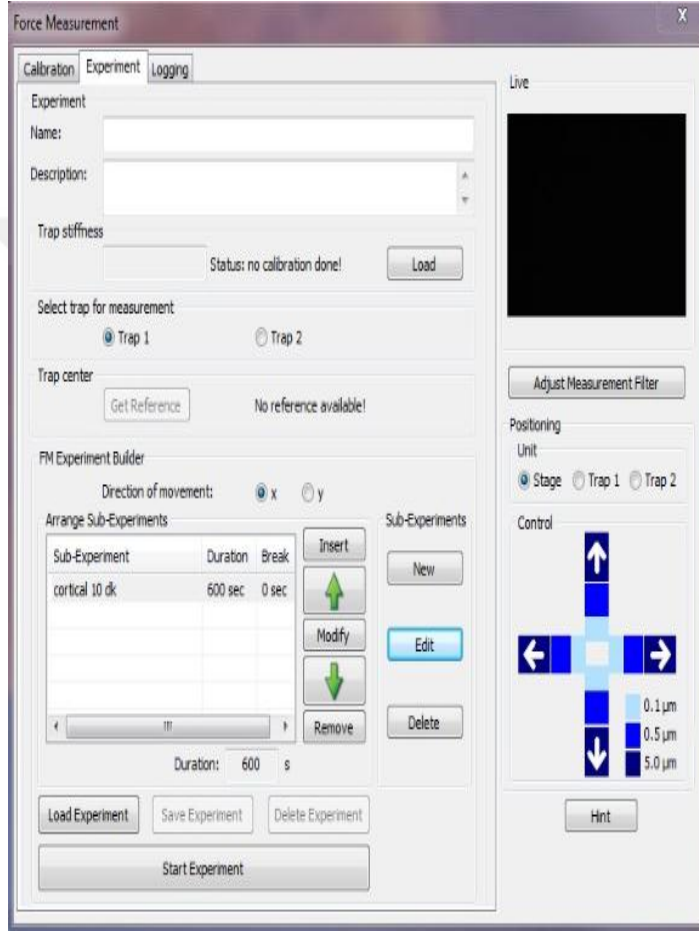 Force Measurement
X
Calibration Experiment Logging
Experiment
Name:
Description:
Trap stiffness
Status: no calibration done! Load
Select trap for measurement
Trap 1 Trap 2
Trap center
Get Reference No reference available!
FM Experiment Builder
Direction of movement: x y
Arrange Sub-Experiments
Sub-Experiment Duration Break
cortical 10 dk 600 sec 0 sec
Insert
Modify
Remove
Duration: 600 s
Sub-Experiments
New
Edit
Delete
Load Experiment Save Experiment Delete Experiment
Start Experiment
Live
Adjust Measurement Filter
Positioning
Unit
Stage Trap 1 Trap 2
Control
0.1 µm
0.5 µm
5.0 µm
Hint